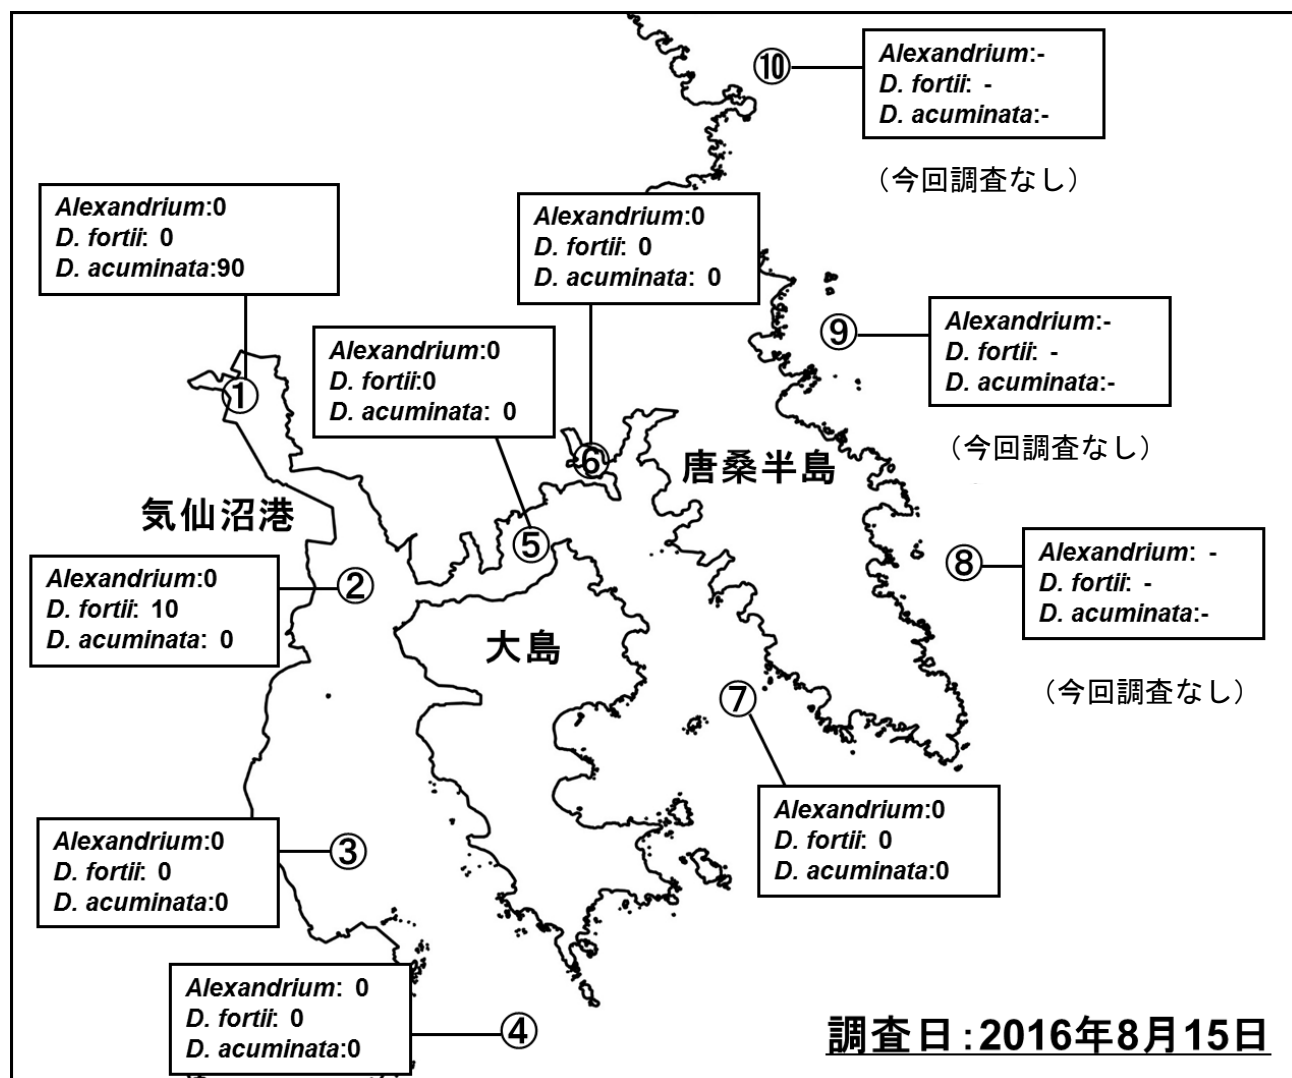 ⑩
Alexandrium:-
D. fortii: -
D. acuminata:-
（今回調査なし）
Alexandrium:0
D. fortii: 0
D. acuminata:90
①
Alexandrium:0
D. fortii: 0
D. acuminata: 0
⑥
Alexandrium:0
D. fortii:0
D. acuminata: 0
⑤
⑨
Alexandrium:-
D. fortii: -
D. acuminata:-
（今回調査なし）
唐桑半島
気仙沼港
Alexandrium:0
D. fortii: 10
D. acuminata: 0
②
⑧
Alexandrium: -
D. fortii: -
D. acuminata:-
（今回調査なし）
大島
⑦
Alexandrium:0
D. fortii: 0
D. acuminata:0
Alexandrium:0
D. fortii: 0
D. acuminata:0
③
Alexandrium: 0
D. fortii: 0
D. acuminata:0
④
調査日:2016年8月15日